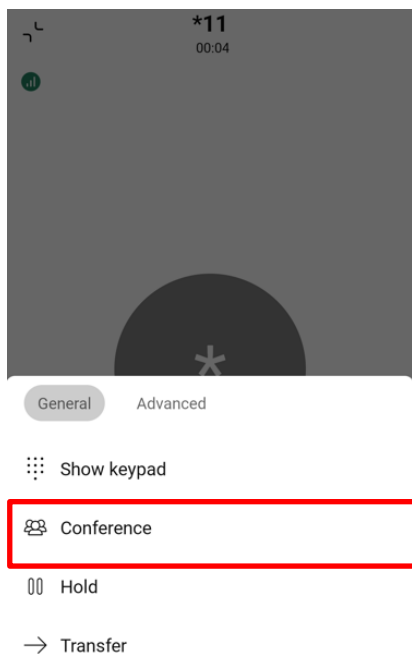 *11
00:04
*
General Advanced
Show keypad
Conference
Hold
Transfer